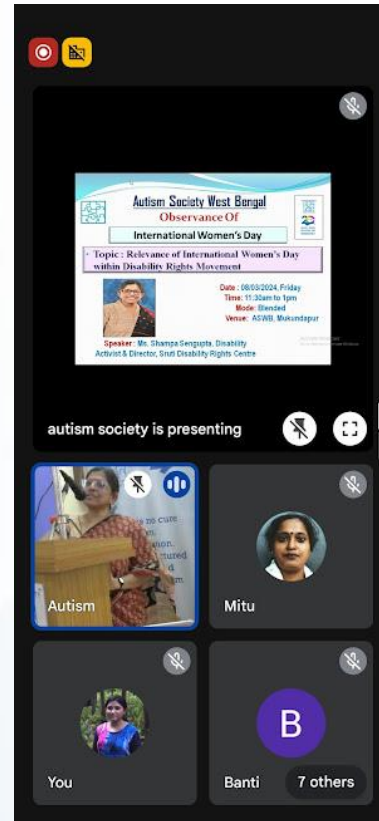 Autism Society West Bengal
Observance Of
International Women's Day
Topic : Relevance of International Women's Day
within Disability Rights Movement
Date : 08/03/2024, Friday
Time: 11:30am to 1pm
Mode: Blended
Venue: ASWB, Mukundapur
Speaker : Ms. Shampa Sengupta, Disability
Activist & Director, Sruti Disability Rights Centre
autism society is presenting
no cure
Autism
Mitu
You
B
Banti
7 others